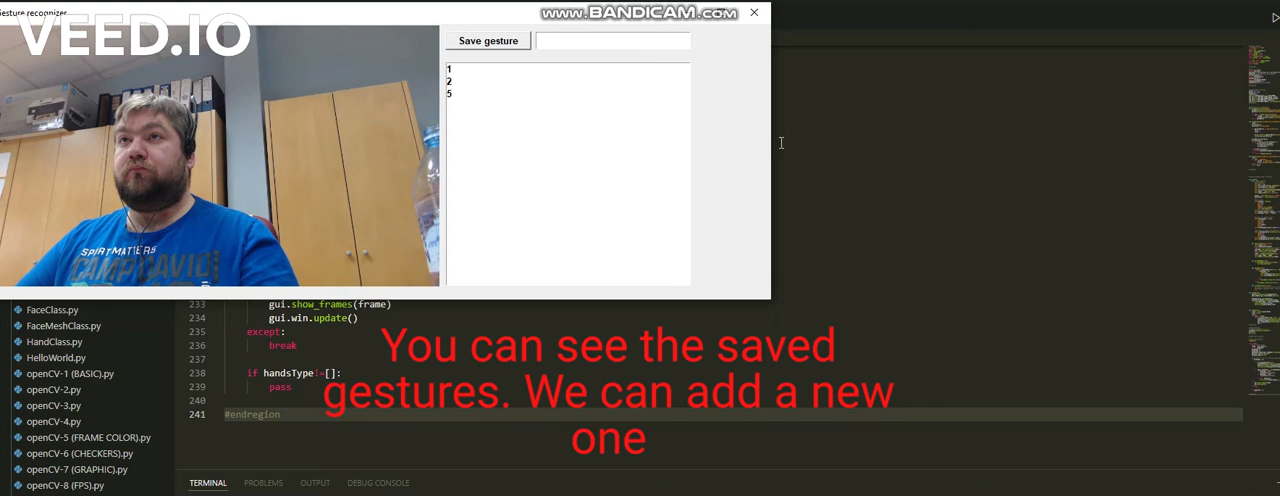 Gesture recognizer
www.BANDICAM.com
VEED.IO
Save gesture
1
2
5
SPIRITMATTERS
CAMP DAVID
FaceClass.py
FaceMeshClass.py
HandClass.py
HelloWorld.py
openCV-1 (BASIC).py
openCV-2.py
openCV-3.py
openCV-4.py
openCV-5 (FRAME COLOR).py
openCV-6 (CHECKERS).py
openCV-7 (GRAPHIC).py
openCV-8 (FPS).py
233 gui.show_frames(frame)
234 gui.win.update()
235 except:
236 break
237
238 if handsType!=[]:
239 pass
240
241 #endregion
You can see the saved
gestures. We can add a new
one
TERMINAL PROBLEMS OUTPUT DEBUG CONSOLE